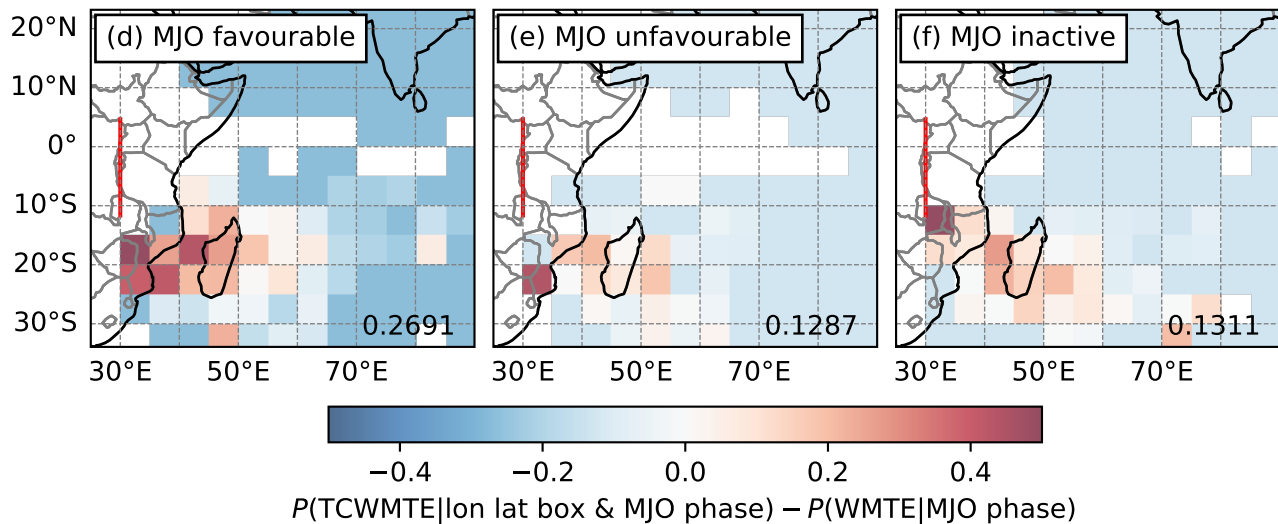 (d) MJO favourable
(e) MJO unfavourable
(f) MJO inactive
20°N
10°N
0°
10°S
20°S
30°S
0.2691
0.1287
0.1311
30°E 50°E 70°E
30°E 50°E 70°E
30°E 50°E 70°E
−0.4 −0.2 0.0 0.2 0.4
P(TCWMTE|lon lat box & MJO phase) − P(WMTE|MJO phase)